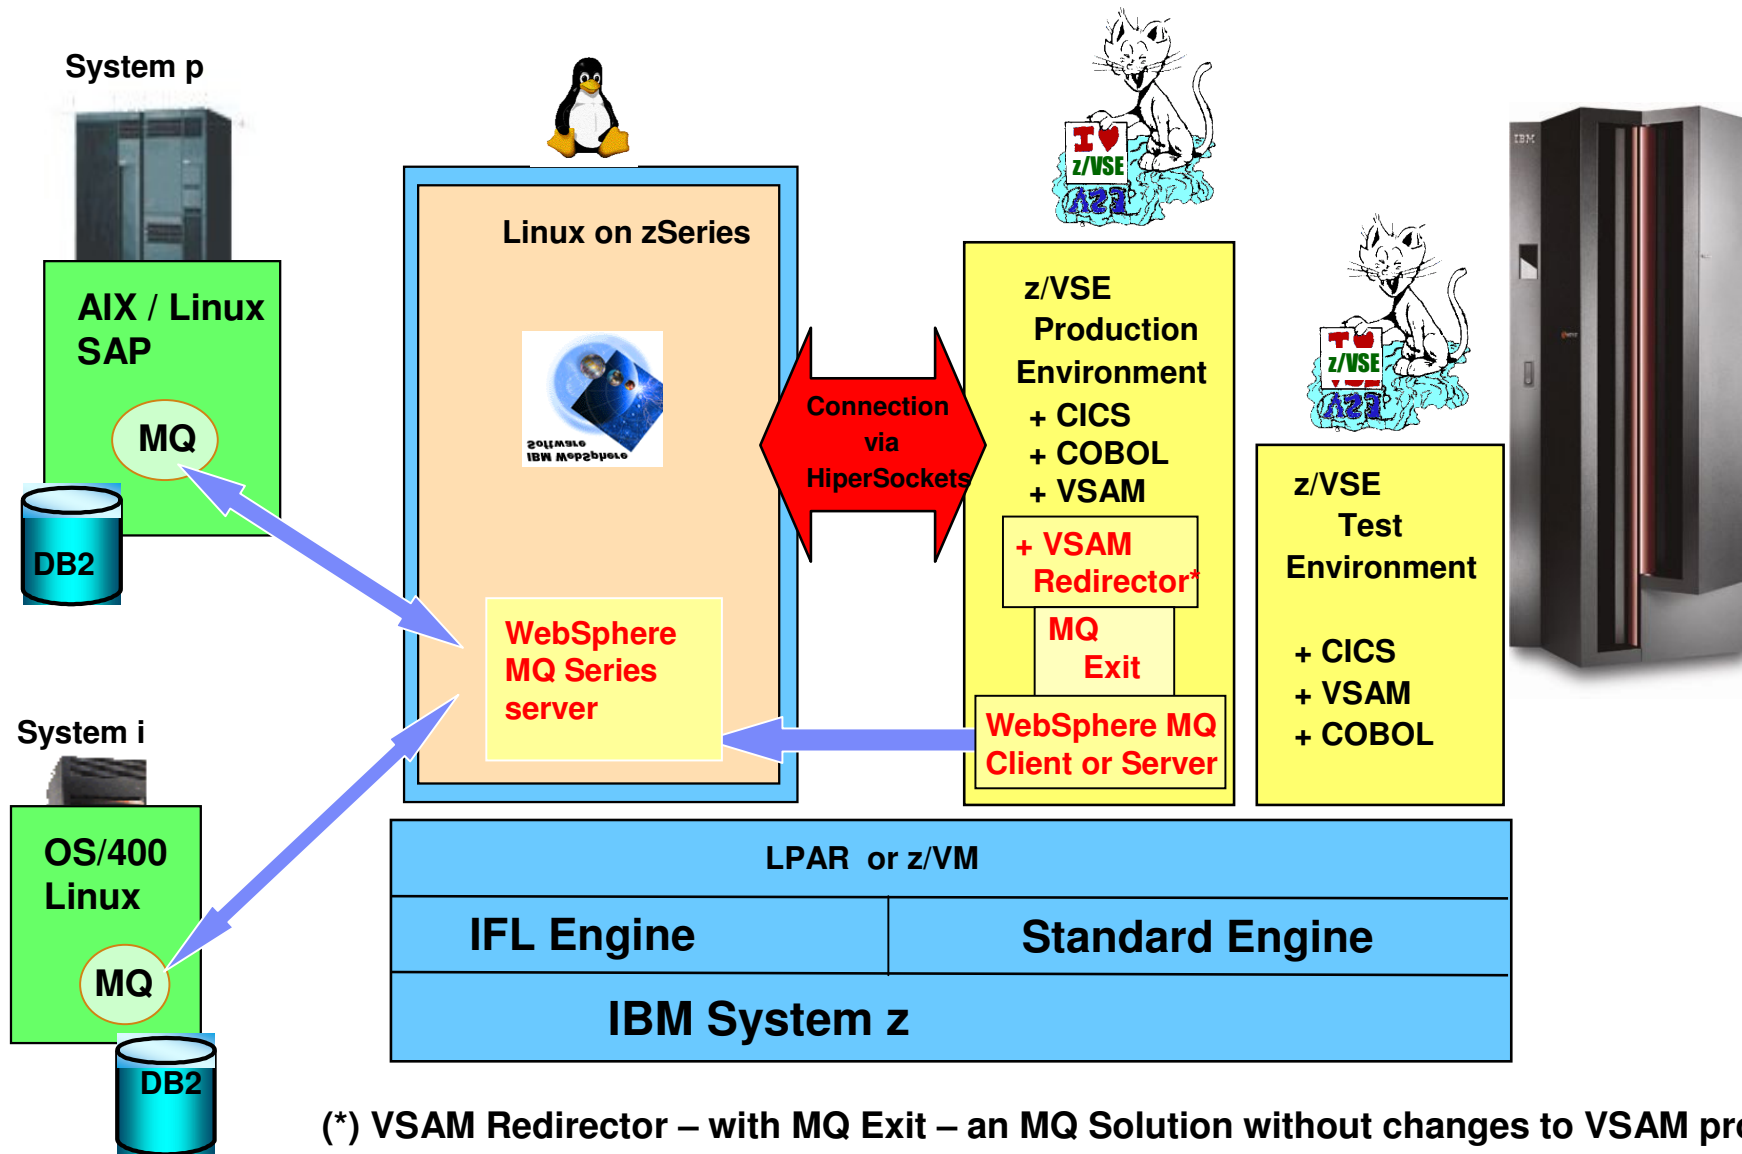 System p
AIX / Linux
SAP
MQ
DB2
System i
OS/400
Linux
MQ
DB2
Linux on zSeries
Software
IBM WebSphere
WebSphere
MQ Series
server
Connection
via
HiperSockets
I ♥
z/VSE
z/VSE
Production
Environment
+ CICS
+ COBOL
+ VSAM
+ VSAM
Redirector*
MQ
Exit
WebSphere MQ
Client or Server
z/VSE
z/VSE
Test
Environment
+ CICS
+ VSAM
+ COBOL
IBM
LPAR or z/VM
IFL Engine
Standard Engine
IBM System z
(*) VSAM Redirector – with MQ Exit – an MQ Solution without changes to VSAM